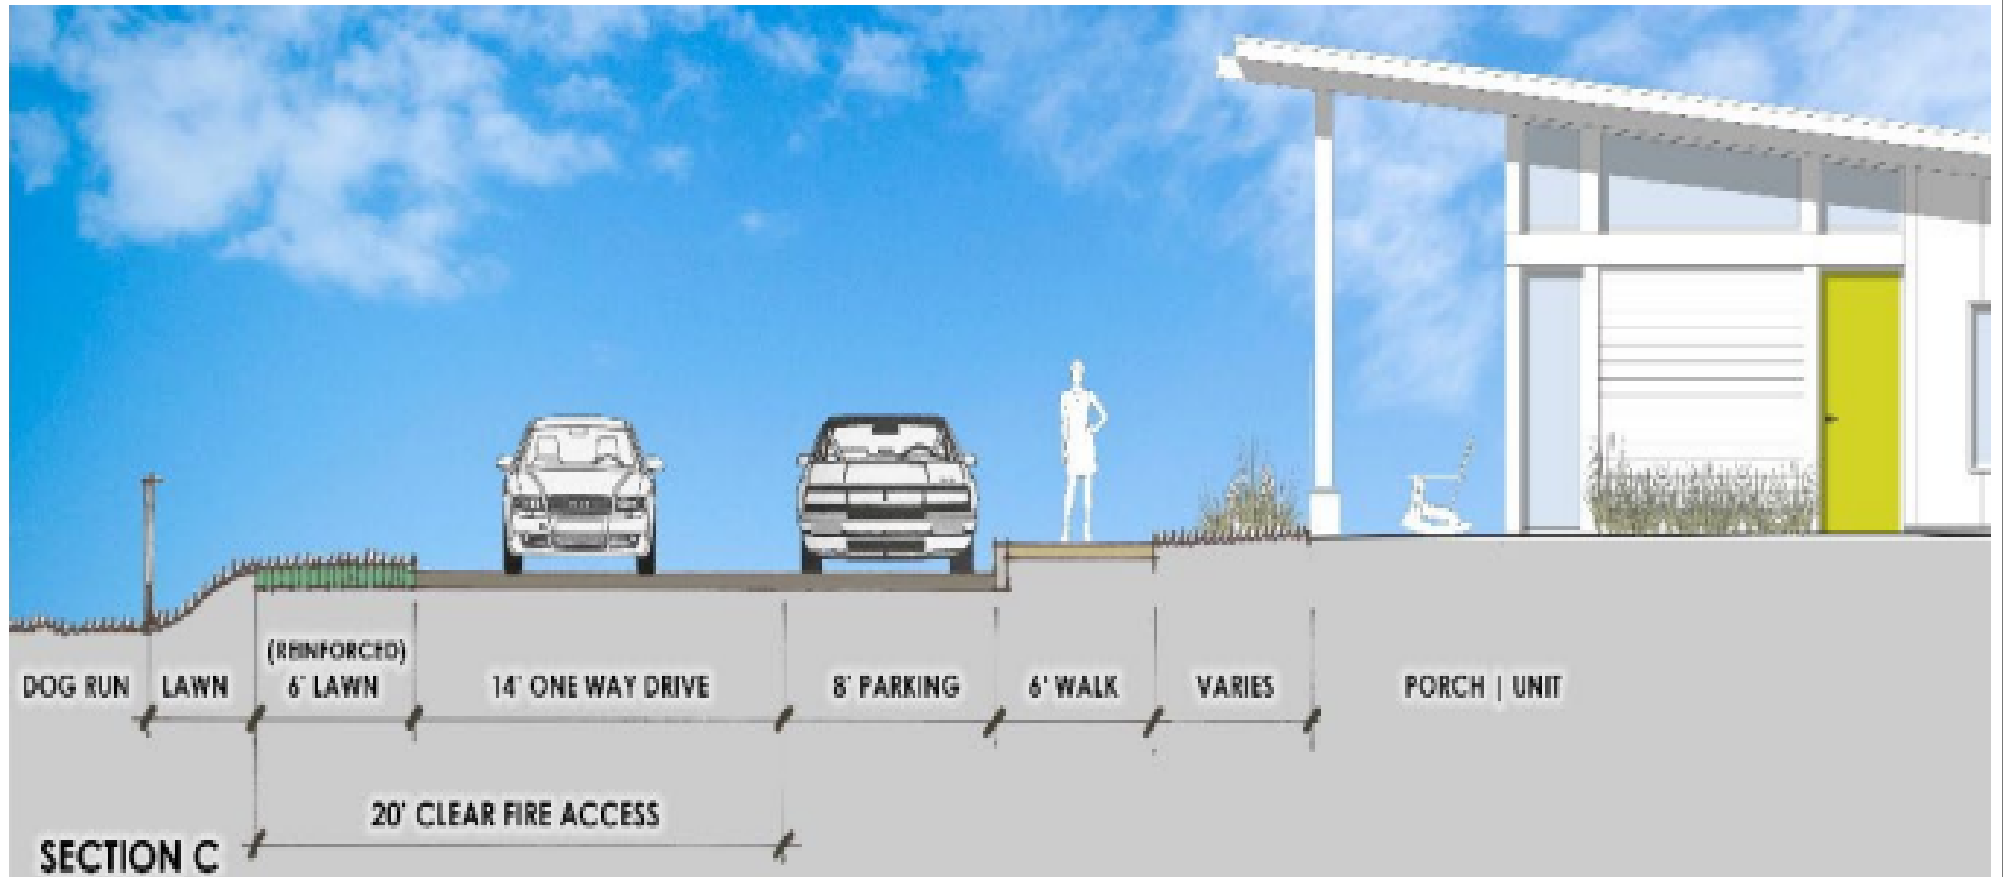 (REINFORCED)
DOG RUN
LAWN
6' LAWN
14' ONE WAY DRIVE
8' PARKING
6' WALK
VARIES
PORCH | UNIT
20' CLEAR FIRE ACCESS
SECTION C